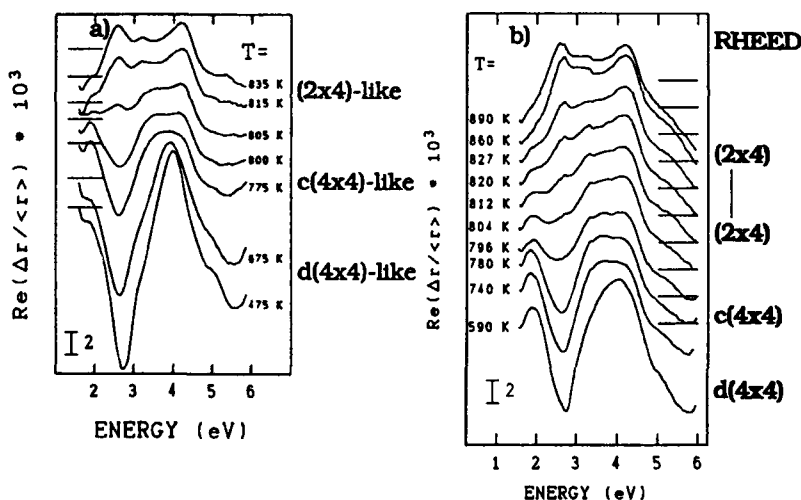 a)
T=
835 K
815 K
805 K
800 K
775 K
675 K
475 K
(2x4)-like
c(4x4)-like
d(4x4)-like
Re(Δr/<r>) * 10³
2
2 3 4 5 6
ENERGY (eV)
b)
RHEED
T=
890 K
860 K
827 K
820 K
812 K
804 K
796 K
780 K
740 K
590 K
(2x4)
(2x4)
c(4x4)
d(4x4)
Re(Δr/<r>) * 10³
2
1 2 3 4 5 6
ENERGY (eV)